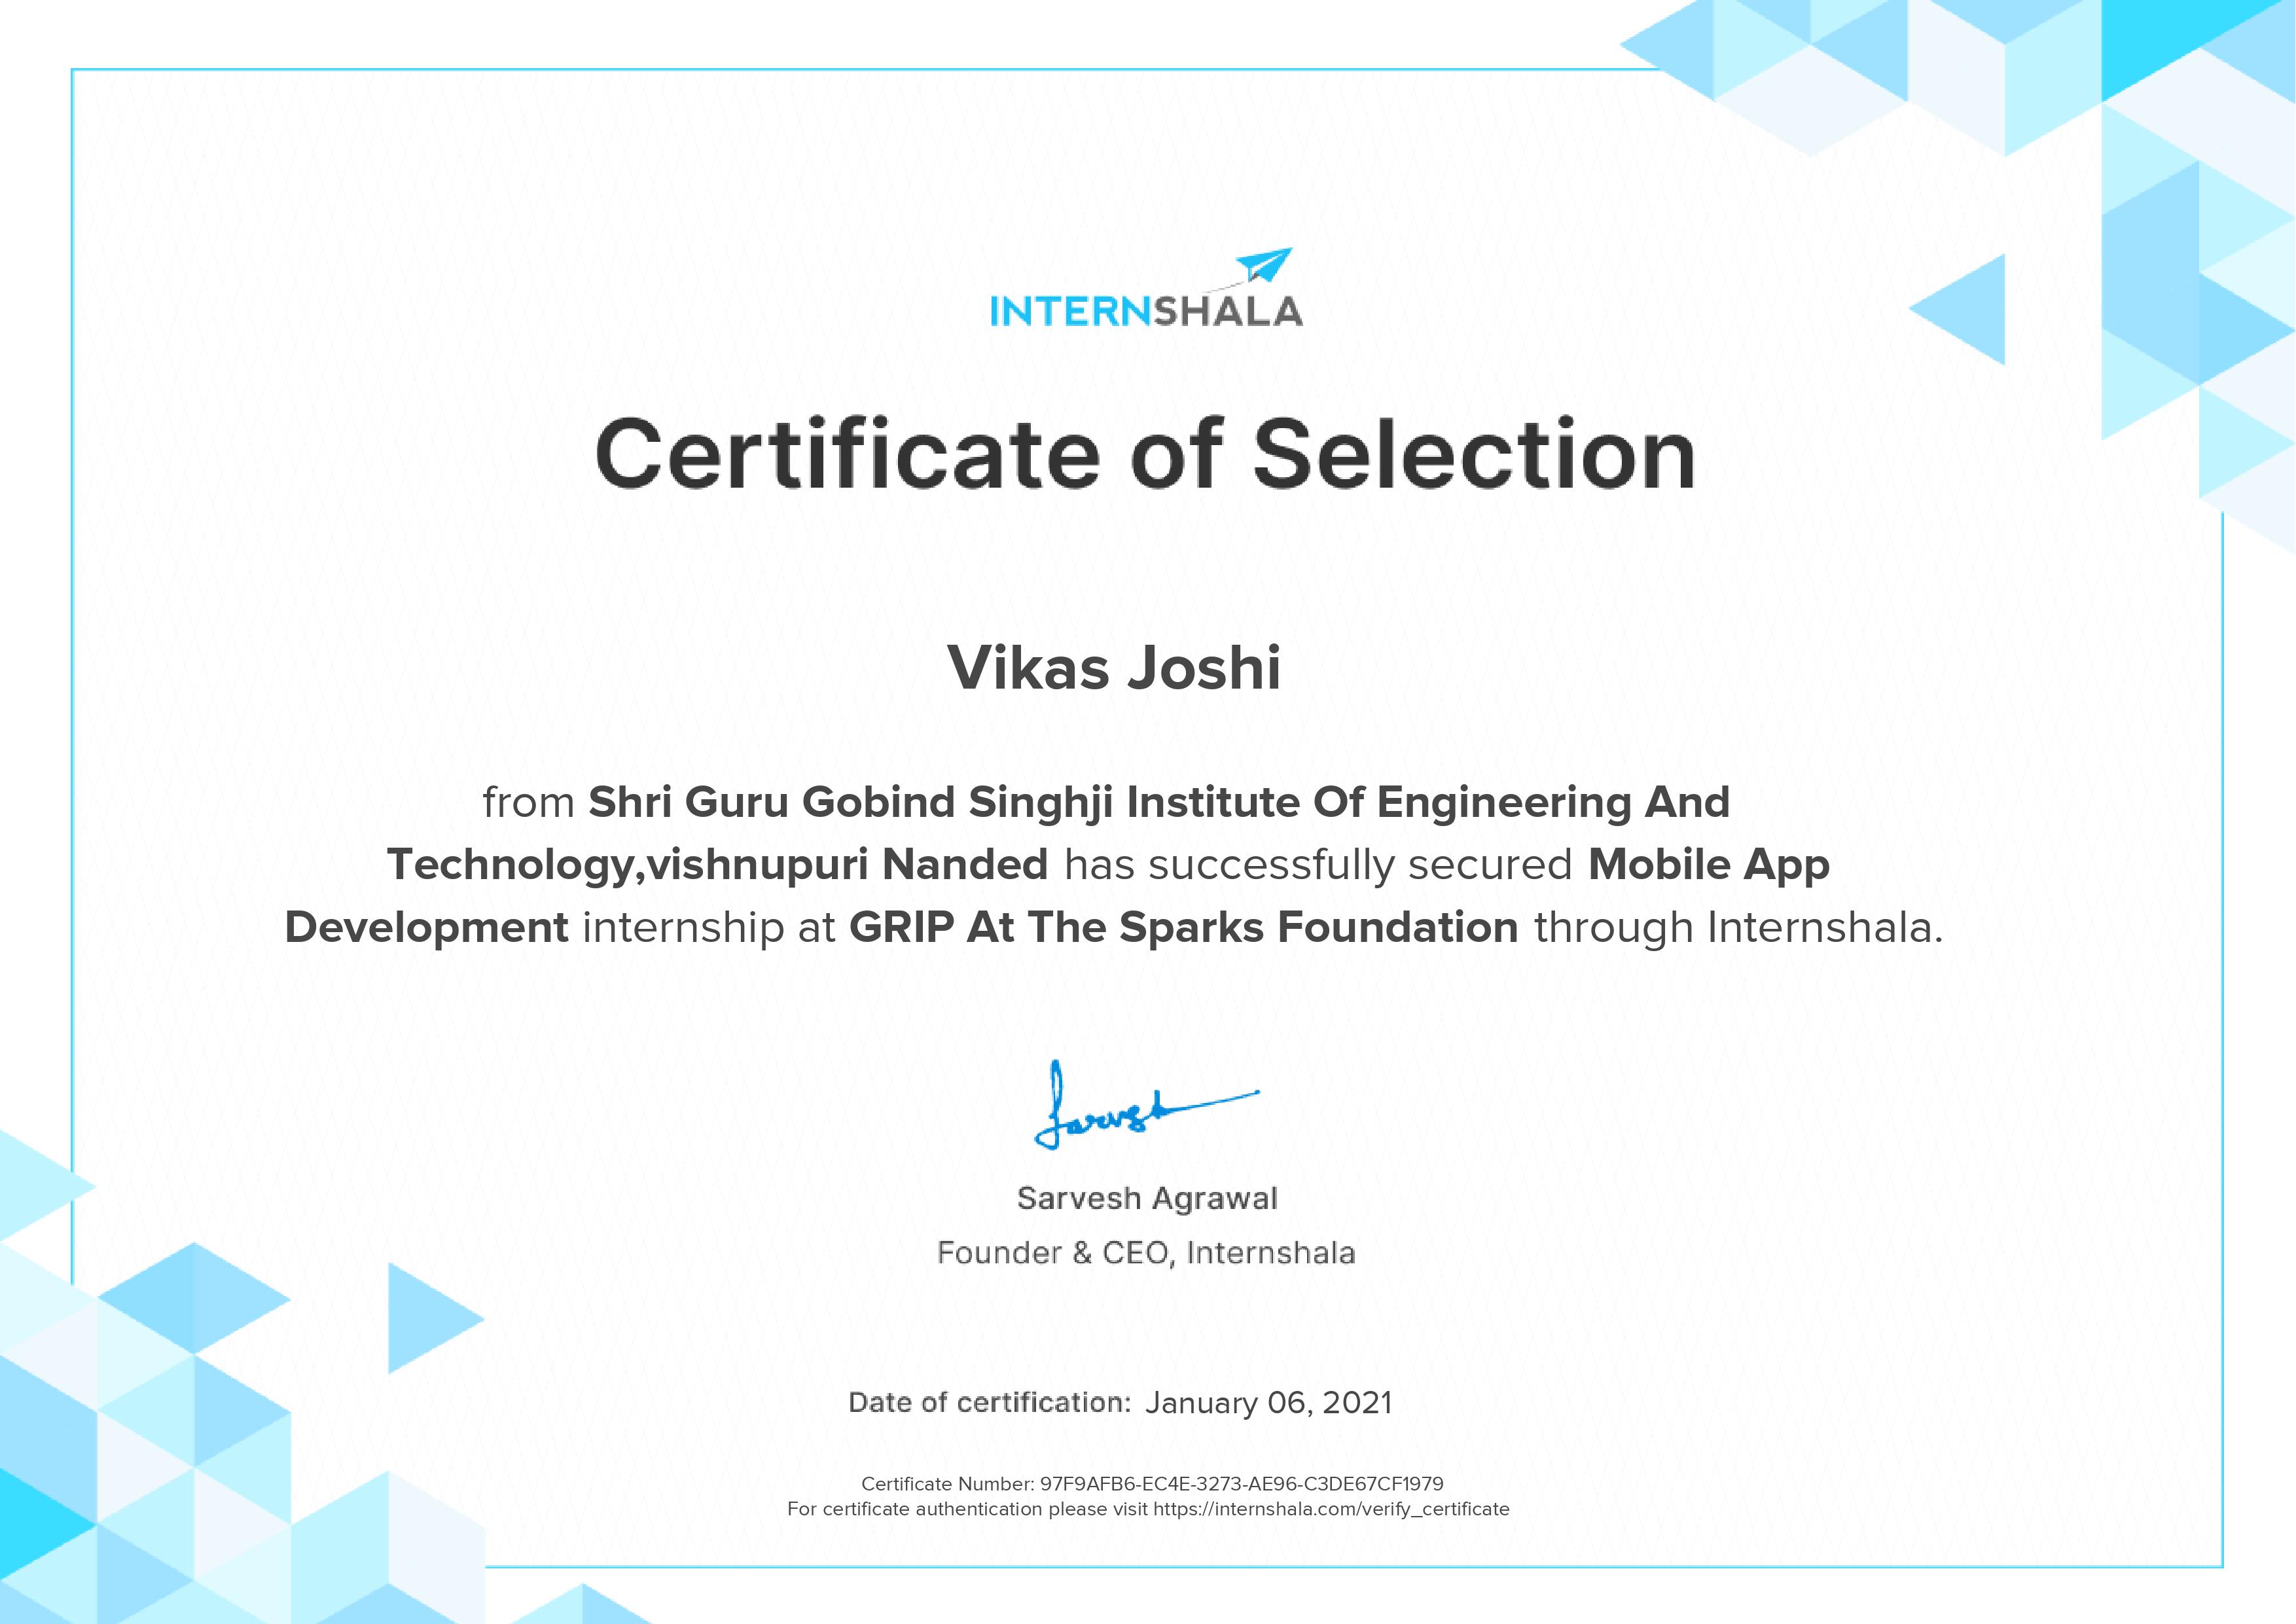 INTERNSHALA
Certificate of Selection
Vikas Joshi
from Shri Guru Gobind Singhji Institute Of Engineering And
Technology,vishnupuri Nanded has successfully secured Mobile App
Development internship at GRIP At The Sparks Foundation through Internshala.
Sarvesh Agrawal
Founder & CEO, Internshala
Date of certification: January 06, 2021
Certificate Number: 97F9AFB6-EC4E-3273-AE96-C3DE67CF1979
For certificate authentication please visit https://internshala.com/verify_certificate